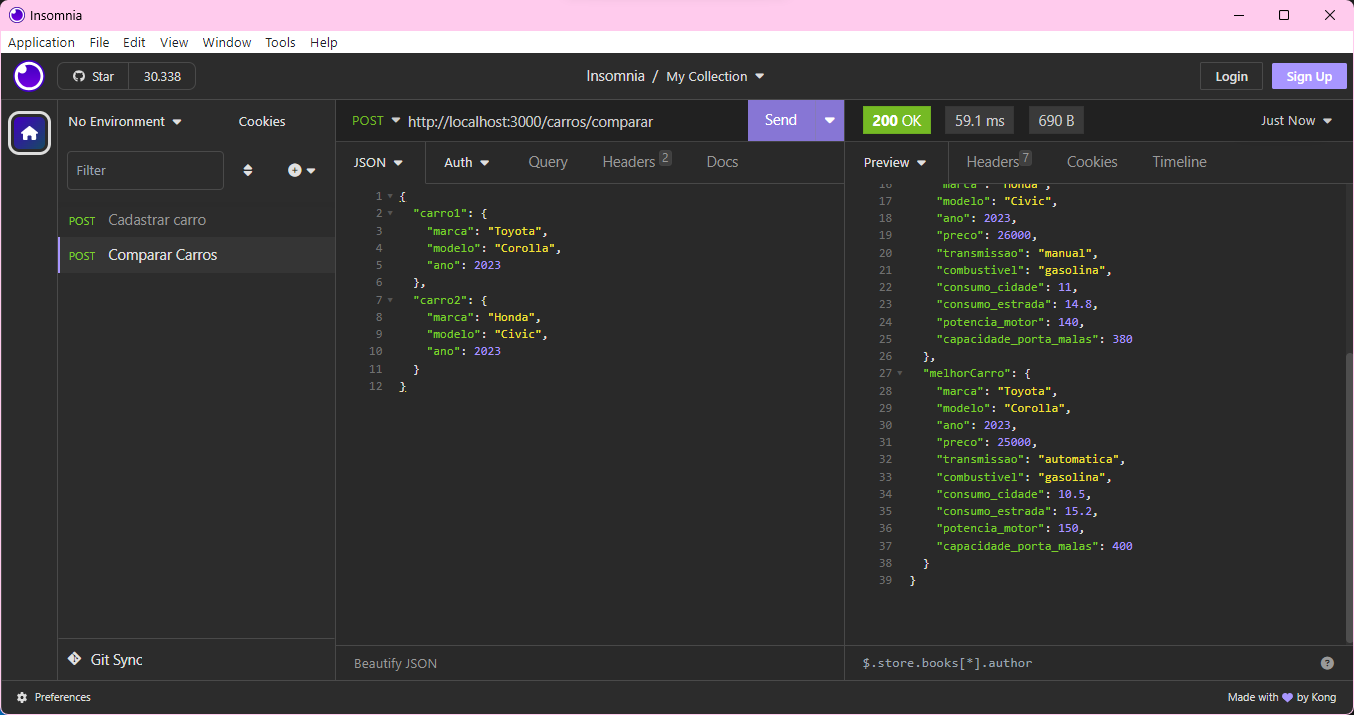 Insomnia
Application File Edit View Window Tools Help
Star 30.338
Insomnia / My Collection
Login Sign Up
No Environment Cookies
Filter
POST Cadastrar carro
POST Comparar Carros
Git Sync
POST http://localhost:3000/carros/comparar Send
JSON Auth Query Headers 2 Docs
1 {
2 "carro1": {
3 "marca": "Toyota",
4 "modelo": "Corolla",
5 "ano": 2023
6 },
7 "carro2": {
8 "marca": "Honda",
9 "modelo": "Civic",
10 "ano": 2023
11 }
12 }
Beautify JSON
200 OK 59.1 ms 690 B Just Now
Preview Headers 7 Cookies Timeline
16 "marca": "Honda",
17 "modelo": "Civic",
18 "ano": 2023,
19 "preco": 26000,
20 "transmissao": "manual",
21 "combustivel": "gasolina",
22 "consumo_cidade": 11,
23 "consumo_estrada": 14.8,
24 "potencia_motor": 140,
25 "capacidade_porta_malas": 380
26 },
27 "melhorCarro": {
28 "marca": "Toyota",
29 "modelo": "Corolla",
30 "ano": 2023,
31 "preco": 25000,
32 "transmissao": "automatica",
33 "combustivel": "gasolina",
34 "consumo_cidade": 10.5,
35 "consumo_estrada": 15.2,
36 "potencia_motor": 150,
37 "capacidade_porta_malas": 400
38 }
39 }
$.store.books[*].author ?
Preferences
Made with by Kong